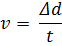 v = Δd / t